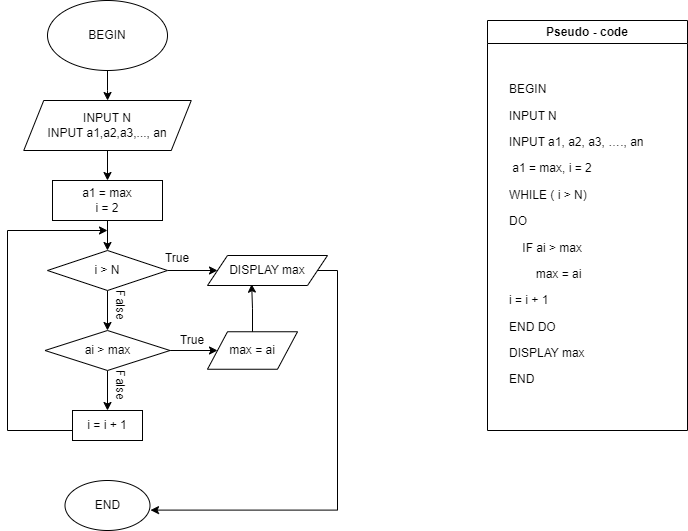 BEGIN
INPUT N
INPUT a1,a2,a3,..., an
a1 = max
i = 2
i > N
True
DISPLAY max
False
ai > max
True
max = ai
False
i = i + 1
END
Pseudo - code
BEGIN
INPUT N
INPUT a1, a2, a3, ...., an
a1 = max, i = 2
WHILE ( i > N)
DO
IF ai > max
max = ai
i = i + 1
END DO
DISPLAY max
END